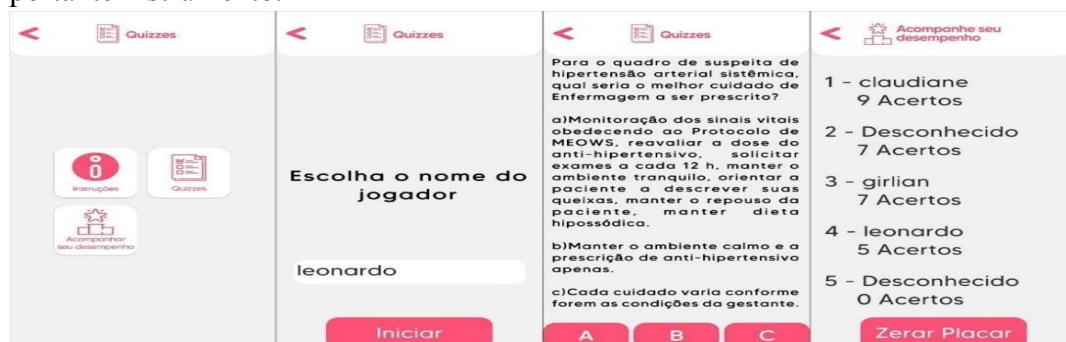 Quizzes
Instruções
Quizzes
Acompanhar
seu desempenho
Quizzes
Escolha o nome do
jogador
leonardo
Iniciar
Quizzes
Para o quadro de suspeita de
hipertensão arterial sistêmica,
qual seria o melhor cuidado de
Enfermagem a ser prescrito?
a)Monitoração dos sinais vitais
obedecendo ao Protocolo de
MEOWS, reavaliar a dose do
anti-hipertensivo, solicitar
exames a cada 12 h, manter o
ambiente tranquilo, orientar a
paciente a descrever suas
queixas, manter o repouso da
paciente, manter dieta
hipossódica.
b)Manter o ambiente calmo e a
prescrição de anti-hipertensivo
apenas.
c)Cada cuidado varia conforme
forem as condições da gestante.
A B C
Acompanhe seu
desempenho
1 - claudiane
9 Acertos
2 - Desconhecido
7 Acertos
3 - girlian
7 Acertos
4 - leonardo
5 Acertos
5 - Desconhecido
0 Acertos
Zerar Placar